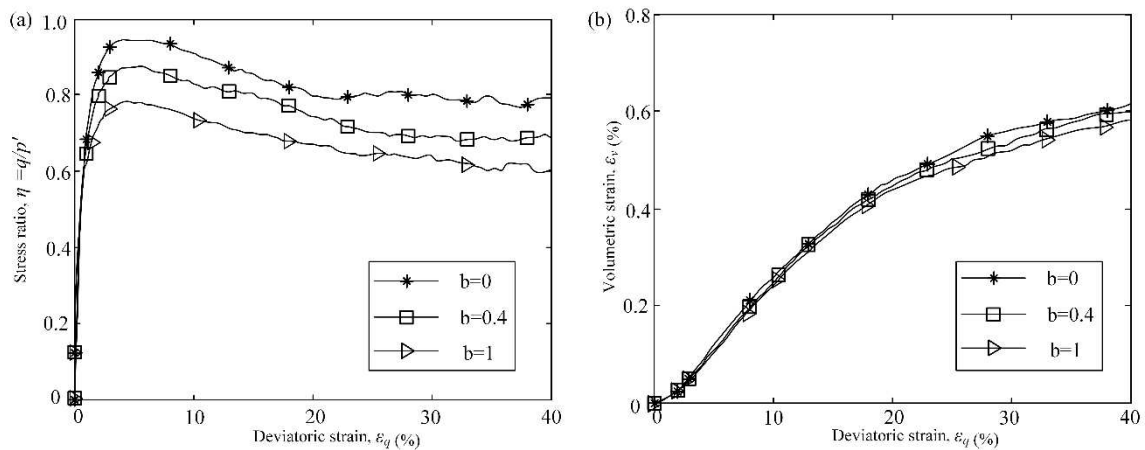 (a)
1.0
0.8
0.6
0.4
0.2
0
Stress ratio, η =q/p'
b=0
b=0.4
b=1
0 10 20 30 40
Deviatoric strain, εq (%)
(b)
0.8
0.6
0.4
0.2
0
Volumetric strain, εv (%)
b=0
b=0.4
b=1
0 10 20 30 40
Deviatoric strain, εq (%)